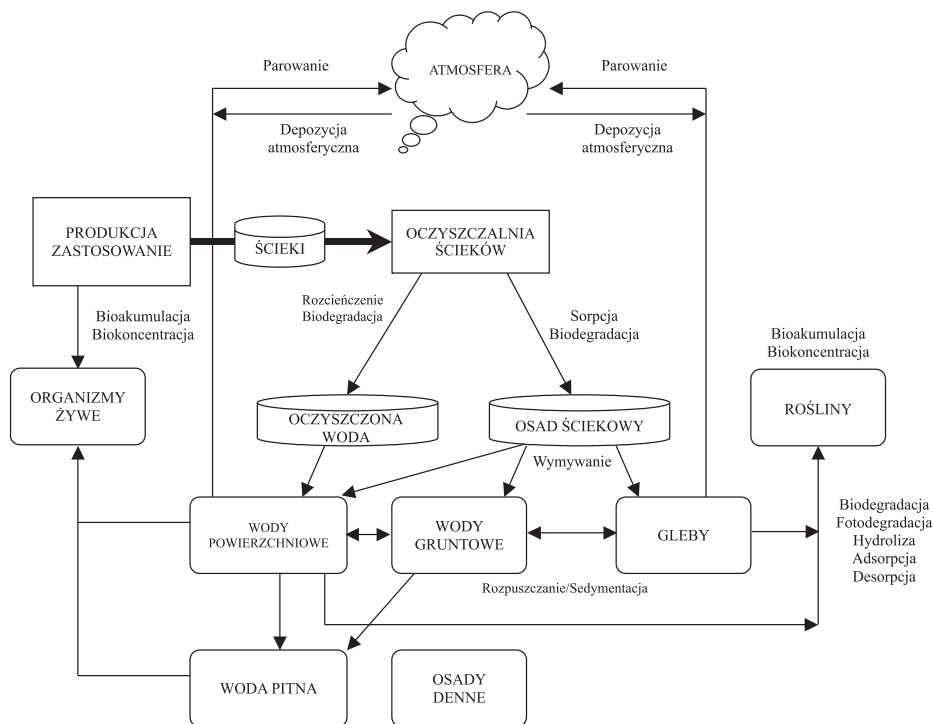 Parowanie
ATMOSFERA
Parowanie
Depozycja
atmosferyczna
Depozycja
atmosferyczna
PRODUKCJA
ZASTOSOWANIE
ŚCIEKI
OCZYSZCZALNIA
ŚCIEKÓW
Bioakumulacja
Biokoncentracja
Rozcieńczenie
Biodegradacja
Sorpcja
Biodegradacja
Bioakumulacja
Biokoncentracja
ORGANIZMY
ŻYWE
OCZYSZCZONA
WODA
OSAD ŚCIEKOWY
ROŚLINY
Wymywanie
WODY
POWIERZCHNIOWE
WODY
GRUNTOWE
GLEBY
Biodegradacja
Fotodegradacja
Hydroliza
Adsorpcja
Desorpcja
Rozpuszczanie/Sedymentacja
WODA PITNA
OSADY
DENNE